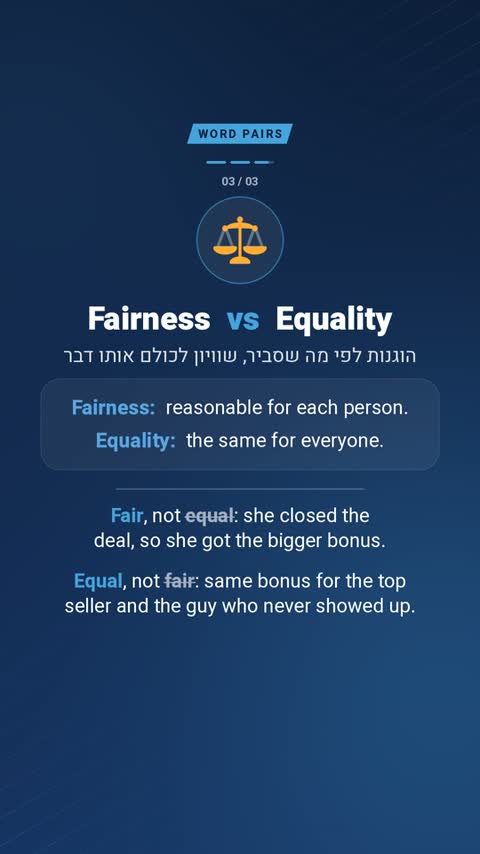 WORD PAIRS
03 / 03
Fairness vs Equality
הוגנות לפי מה שסביר, שוויון לכולם אותו דבר
Fairness: reasonable for each person.
Equality: the same for everyone.
Fair, not equal: she closed the
deal, so she got the bigger bonus.
Equal, not fair: same bonus for the top
seller and the guy who never showed up.